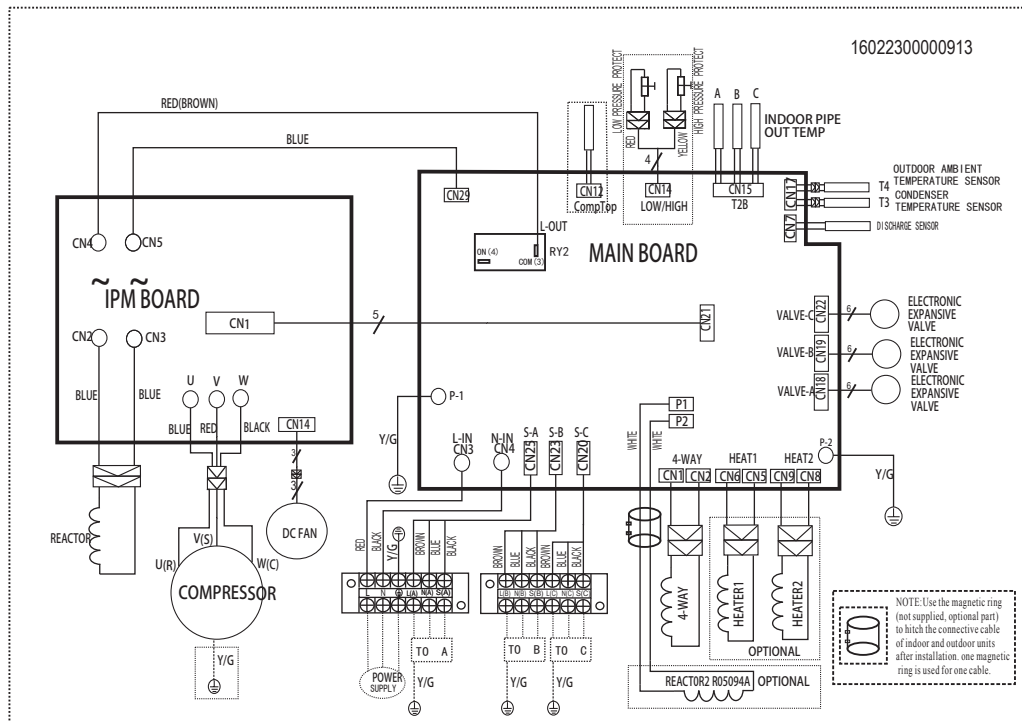 16022300000913
RED(BROWN)
BLUE
LOW PRESSURE PROTECT
HIGH PRESSURE PROTECT
RED
YELLOW
4
A B C
INDOOR PIPE
OUT TEMP
CN29
CN12
CompTop
CN14
LOW/HIGH
CN15
T2B
CN17
T4
OUTDOOR AMBIENT
TEMPERATURE SENSOR
T3
CONDENSER
TEMPERATURE SENSOR
CN7
DISCHARGE SENSOR
L-OUT
ON (4)
COM (3)
RY2
MAIN BOARD
CN4
CN5
~IPM~BOARD
CN1
5
CN21
CN2
CN3
BLUE
BLUE
U V W
BLUE
RED
BLACK
CN14
3
3
DC FAN
REACTOR
U(R)
V(S)
W(C)
COMPRESSOR
Y/G
VALVE-C
CN22
6
ELECTRONIC
EXPANSIVE
VALVE
VALVE-B
CN19
6
ELECTRONIC
EXPANSIVE
VALVE
VALVE-A
CN18
6
ELECTRONIC
EXPANSIVE
VALVE
P-1
Y/G
L-IN
CN3
N-IN
CN4
S-A
CN25
S-B
CN23
S-C
CN20
WHITE
WHITE
P1
P2
4-WAY
CN1
CN2
HEAT1
CN6
CN5
HEAT2
CN9
CN8
P-2
Y/G
RED
BLACK
Y/G
BROWN
BLUE
BLACK
BROWN
BLUE
BLACK
BROWN
BLUE
BLACK
L N L(A) N(A) S(A)
L(B) N(B) S(B) L(C) N(C) S(C)
POWER
SUPPLY
TO A
Y/G
TO B
Y/G
TO C
Y/G
4-WAY
HEATER1
HEATER2
OPTIONAL
REACTOR2 R05094A
OPTIONAL
NOTE:Use the magnetic ring
(not supplied, optional part)
to hitch the connective cable
of indoor and outdoor units
after installation. one magnetic
ring is used for one cable.